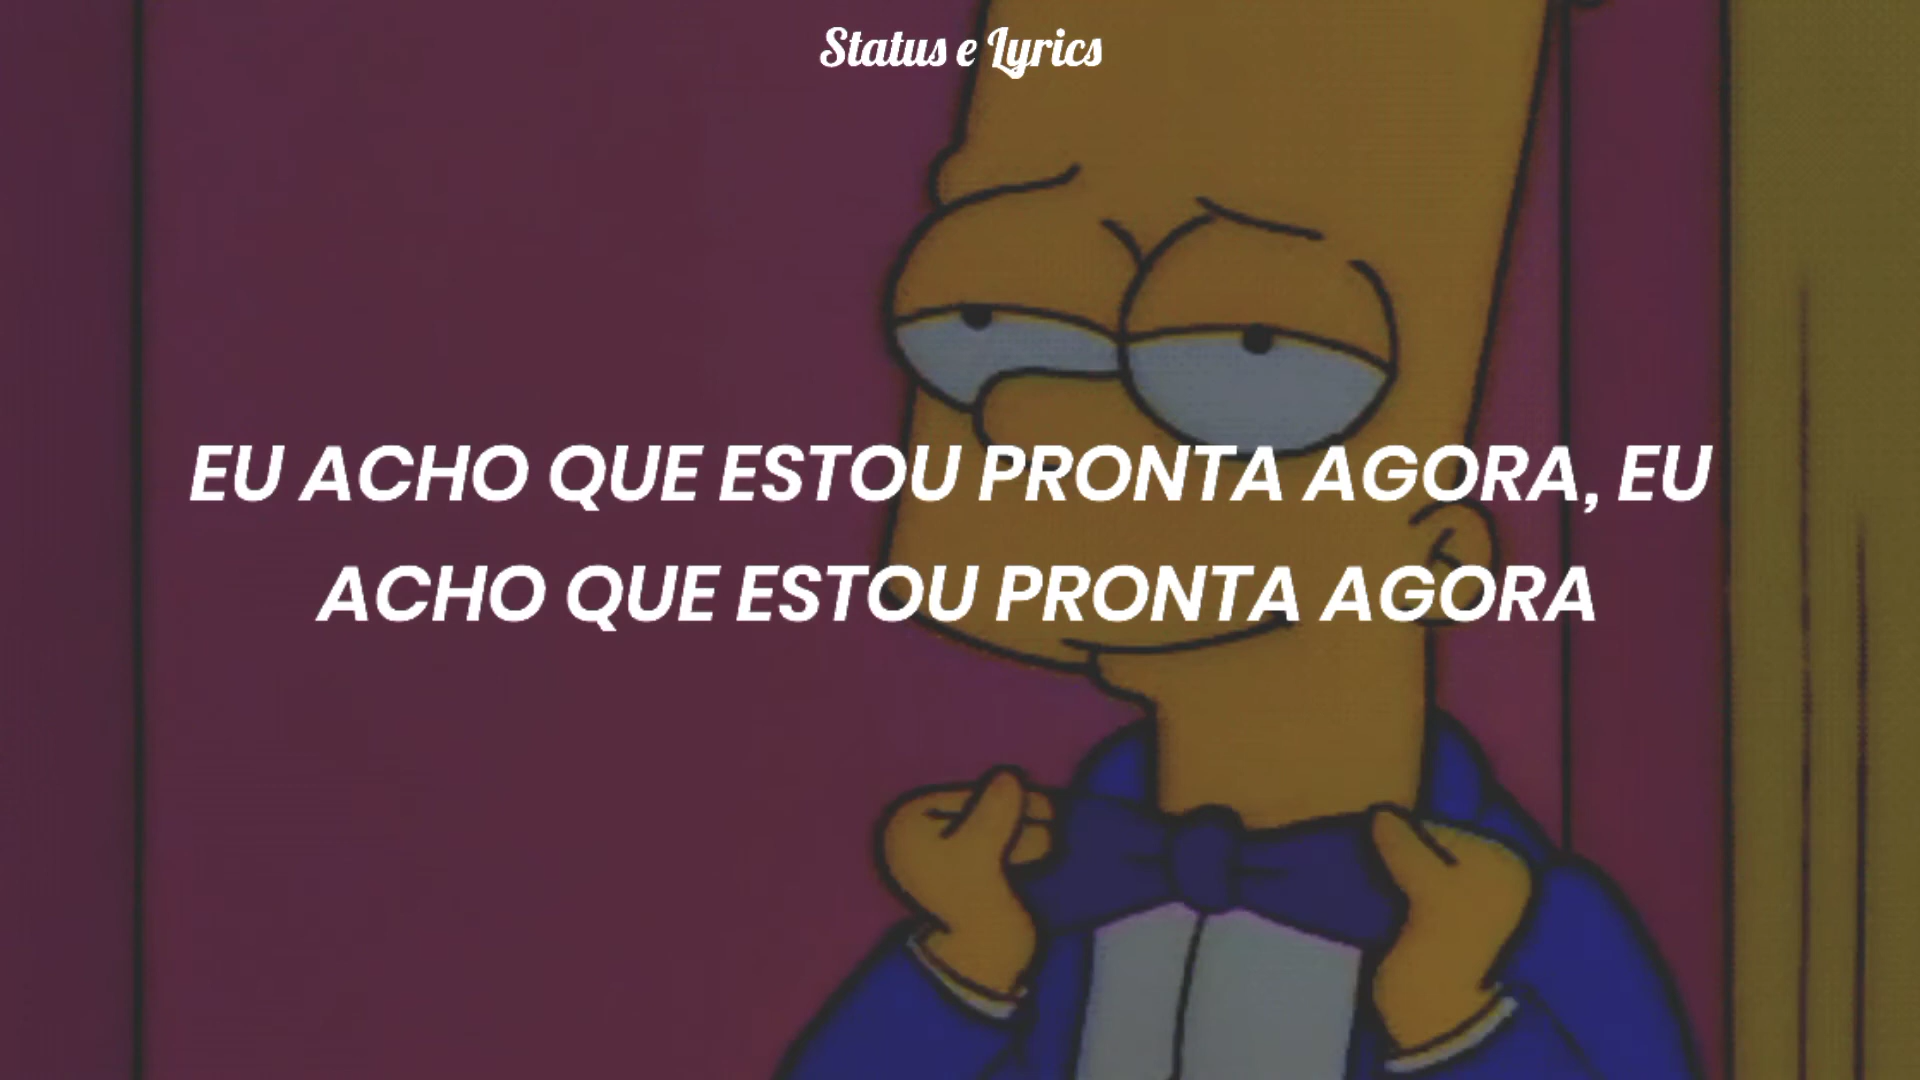 Status e Lyrics
EU ACHO QUE ESTOU PRONTA AGORA, EU
ACHO QUE ESTOU PRONTA AGORA